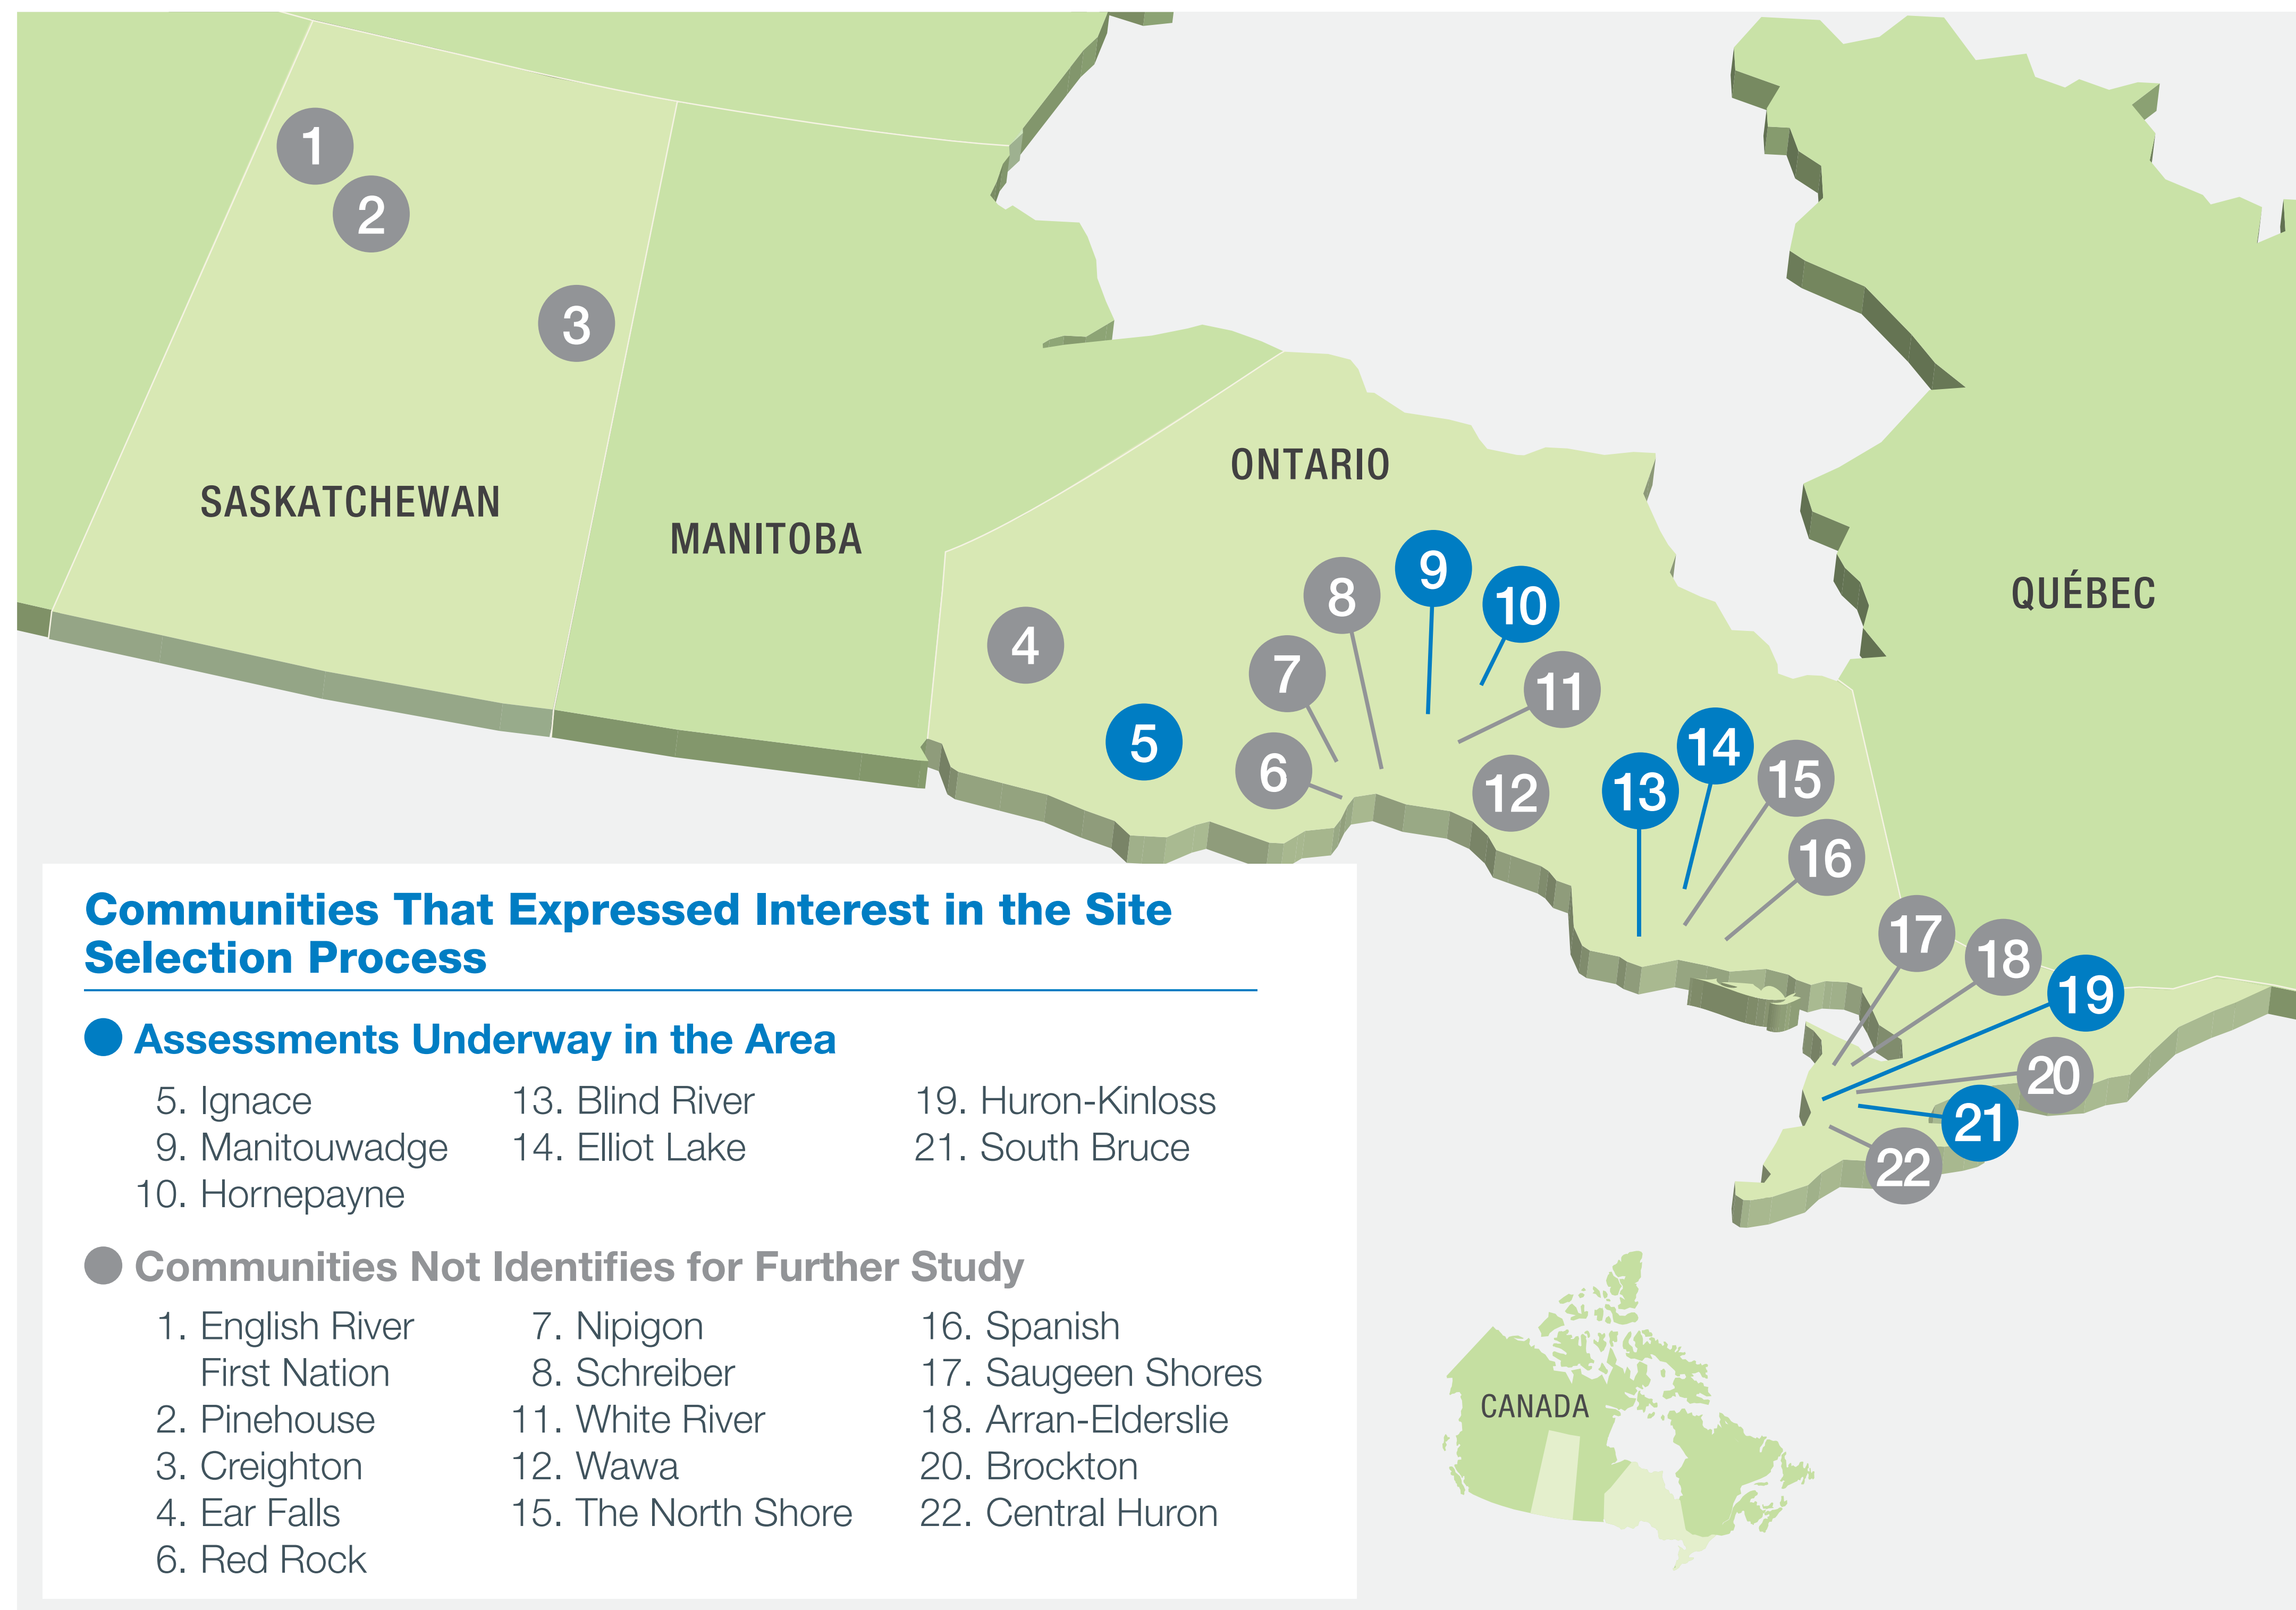 1
2
3
SASKATCHEWAN
MANITOBA
ONTARIO
QUÉBEC
4
5
6
7
8
9
10
11
12
13
14
15
16
17
18
19
20
21
22
Communities That Expressed Interest in the Site
Selection Process
Assessments Underway in the Area
5. Ignace
9. Manitouwadge
10. Hornepayne
13. Blind River
14. Elliot Lake
19. Huron-Kinloss
21. South Bruce
Communities Not Identifies for Further Study
1. English River
First Nation
2. Pinehouse
3. Creighton
4. Ear Falls
6. Red Rock
7. Nipigon
8. Schreiber
11. White River
12. Wawa
15. The North Shore
16. Spanish
17. Saugeen Shores
18. Arran-Elderslie
20. Brockton
22. Central Huron
CANADA